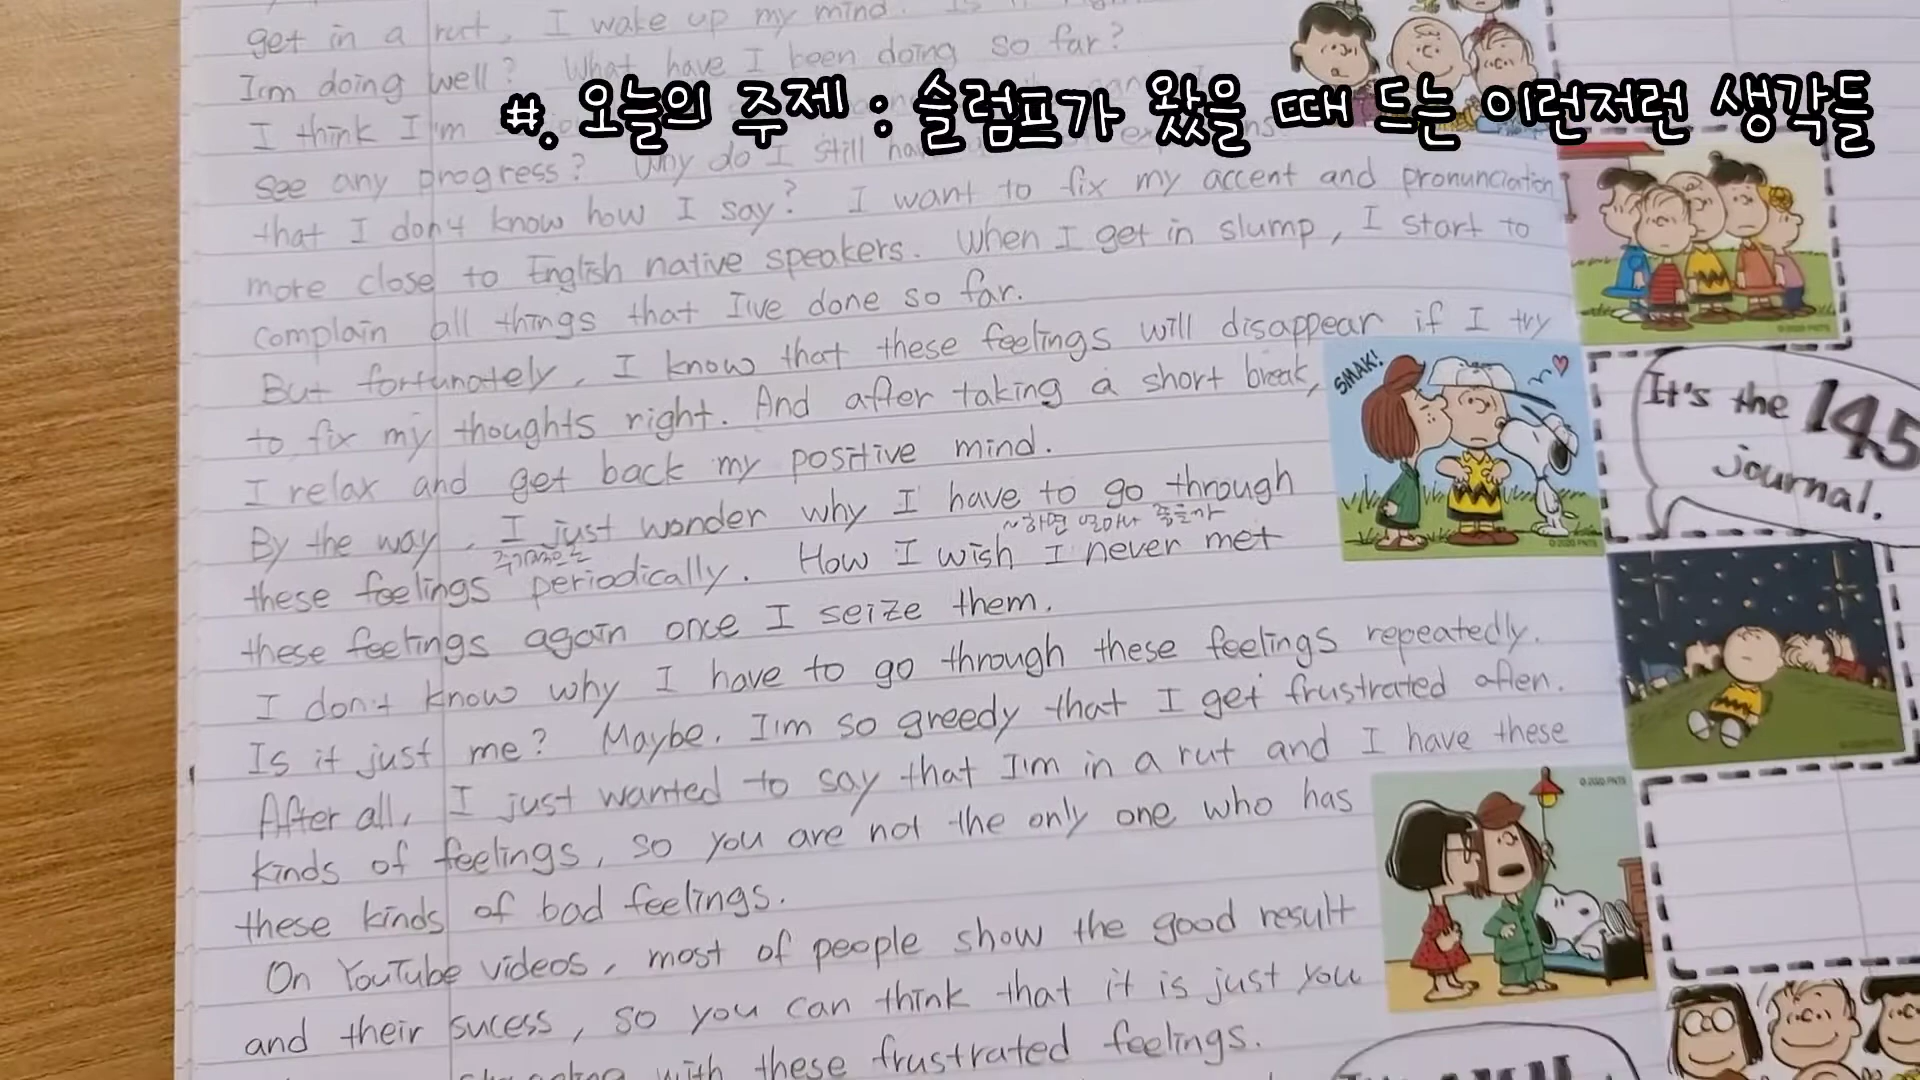 get in a rut, I wake up my mind.
I'm doing well? What have I been doing so far?
#. 오늘의 주제 : 슬럼프가 왔을 때 드는 이런저런 생각들
I think I'm
see any progress? Why do I still
that I don't know how I say? I want to fix my accent and pronunciation
more close to English native speakers. When I get in slump, I start to
complain all things that I've done so far.
But fortunately, I know that these feelings will disappear if I try
to fix my thoughts right. And after taking a short break,
I relax and get back my positive mind.
By the way, I just wonder why I have to go through
~하면 얼마나 좋을까
these feelings periodically. How I wish I never met
these feelings again once I seize them.
I don't know why I have to go through these feelings repeatedly.
Is it just me? Maybe, I'm so greedy that I get frustrated often.
After all, I just wanted to say that I'm in a rut and I have these
kinds of feelings, so you are not the only one who has
these kinds of bad feelings.
On YouTube videos, most of people show the good result
and their sucess, so you can think that it is just you
with these frustrated feelings.
SMAK!
It's the 145
journal.